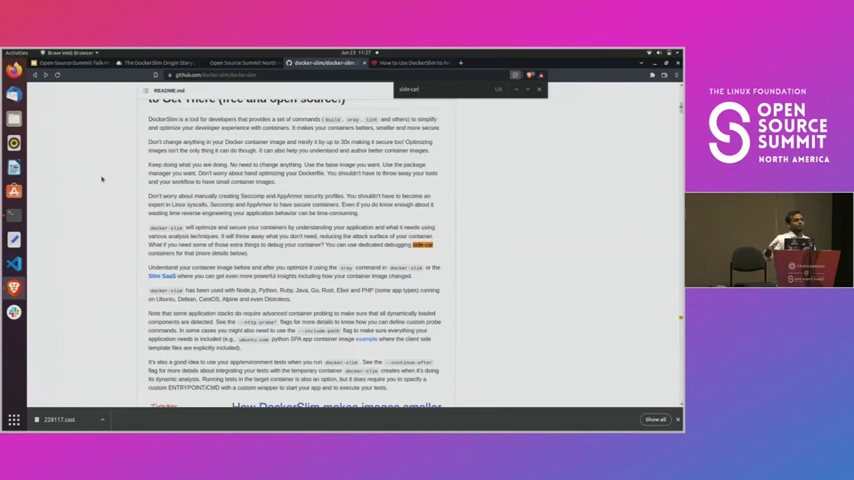 Activities
Brave Web Browser
Jun 23 11:27
Open-Source-Summit-Talk-
The DockerSlim Origin Story
Open Source Summit North
docker-slim/docker-slim:
How to Use DockerSlim to
github.com/docker-slim/docker-slim
side-car
README.md
to Get There (free and open source!)
DockerSlim is a tool for developers that provides a set of commands ( build, xray, lint and others) to simplify
and optimize your developer experience with containers. It makes your containers better, smaller and more secure.
Don't change anything in your Docker container image and minify it by up to 30x making it secure too! Optimizing
images isn't the only thing it can do though. It can also help you understand and author better container images.
Keep doing what you are doing. No need to change anything. Use the base image you want. Use the package
manager you want. Don't worry about hand optimizing your Dockerfile. You shouldn't have to throw away your tools
and your workflow to have small container images.
Don't worry about manually creating Seccomp and AppArmor security profiles. You shouldn't have to become an
expert in Linux syscalls, Seccomp and AppArmor to have secure containers. Even if you do know enough about it
wasting time reverse engineering your application behavior can be time-consuming.
docker-slim will optimize and secure your containers by understanding your application and what it needs using
various analysis techniques. It will throw away what you don't need, reducing the attack surface of your container.
What if you need some of those extra things to debug your container? You can use dedicated debugging side-car
containers for that (more details below).
Understand your container image before and after you optimize it using the xray command in docker-slim or the
Slim SaaS where you can get even more powerful insights including how your container image changed.
docker-slim has been used with Node.js, Python, Ruby, Java, Go, Rust, Elixir and PHP (some app types) running
on Ubuntu, Debian, CentOS, Alpine and even Distroless.
Note that some application stacks do require advanced container probing to make sure that all dynamically loaded
components are detected. See the --http-probe* flags for more details to know how you can define custom probe
commands. In some cases you might also need to use the --include-path flag to make sure everything your
application needs is included (e.g., ubuntu.com python SPA app container image example where the client side
template files are explicitly included).
It's also a good idea to use your app/environment tests when you run docker-slim. See the --continue-after
flag for more details about integrating your tests with the temporary container docker-slim creates when it's doing
its dynamic analysis. Running tests in the target container is also an option, but it does require you to specify a
custom ENTRYPOINT/CMD with a custom wrapper to start your app and to execute your tests.
How DockerSlim makes images smaller
228117.cast
Show all
THE LINUX FOUNDATION
OPEN
SOURCE
SUMMIT
NORTH AMERICA